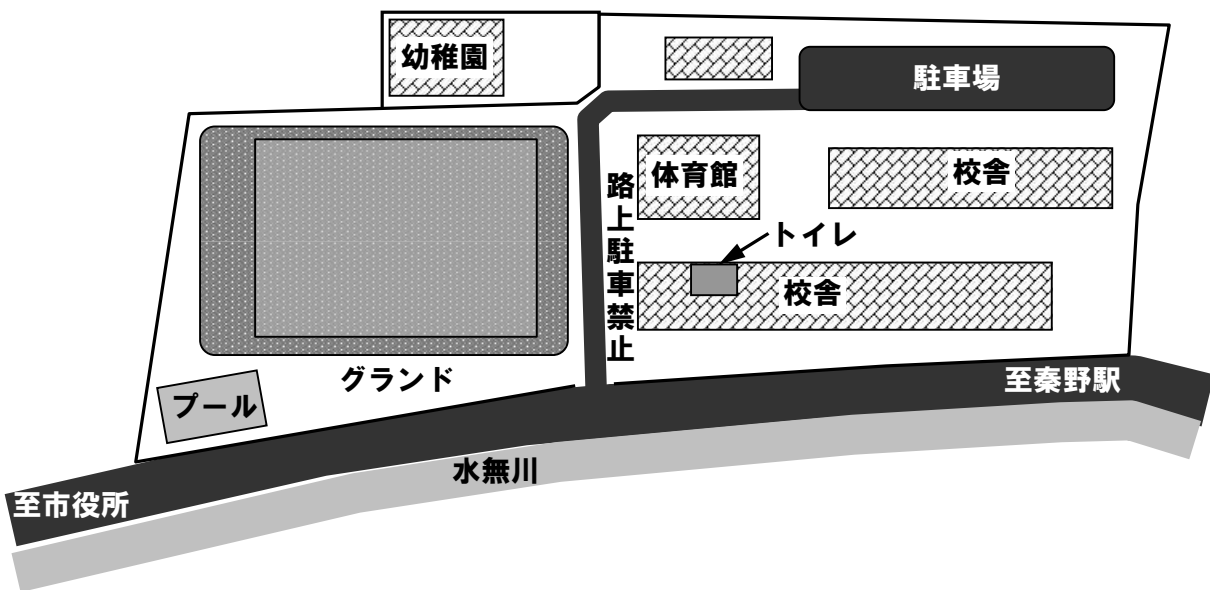 幼稚園
駐車場
体育館
校舎
路上駐車禁止
トイレ
校舎
グランド
プール
至秦野駅
水無川
至市役所